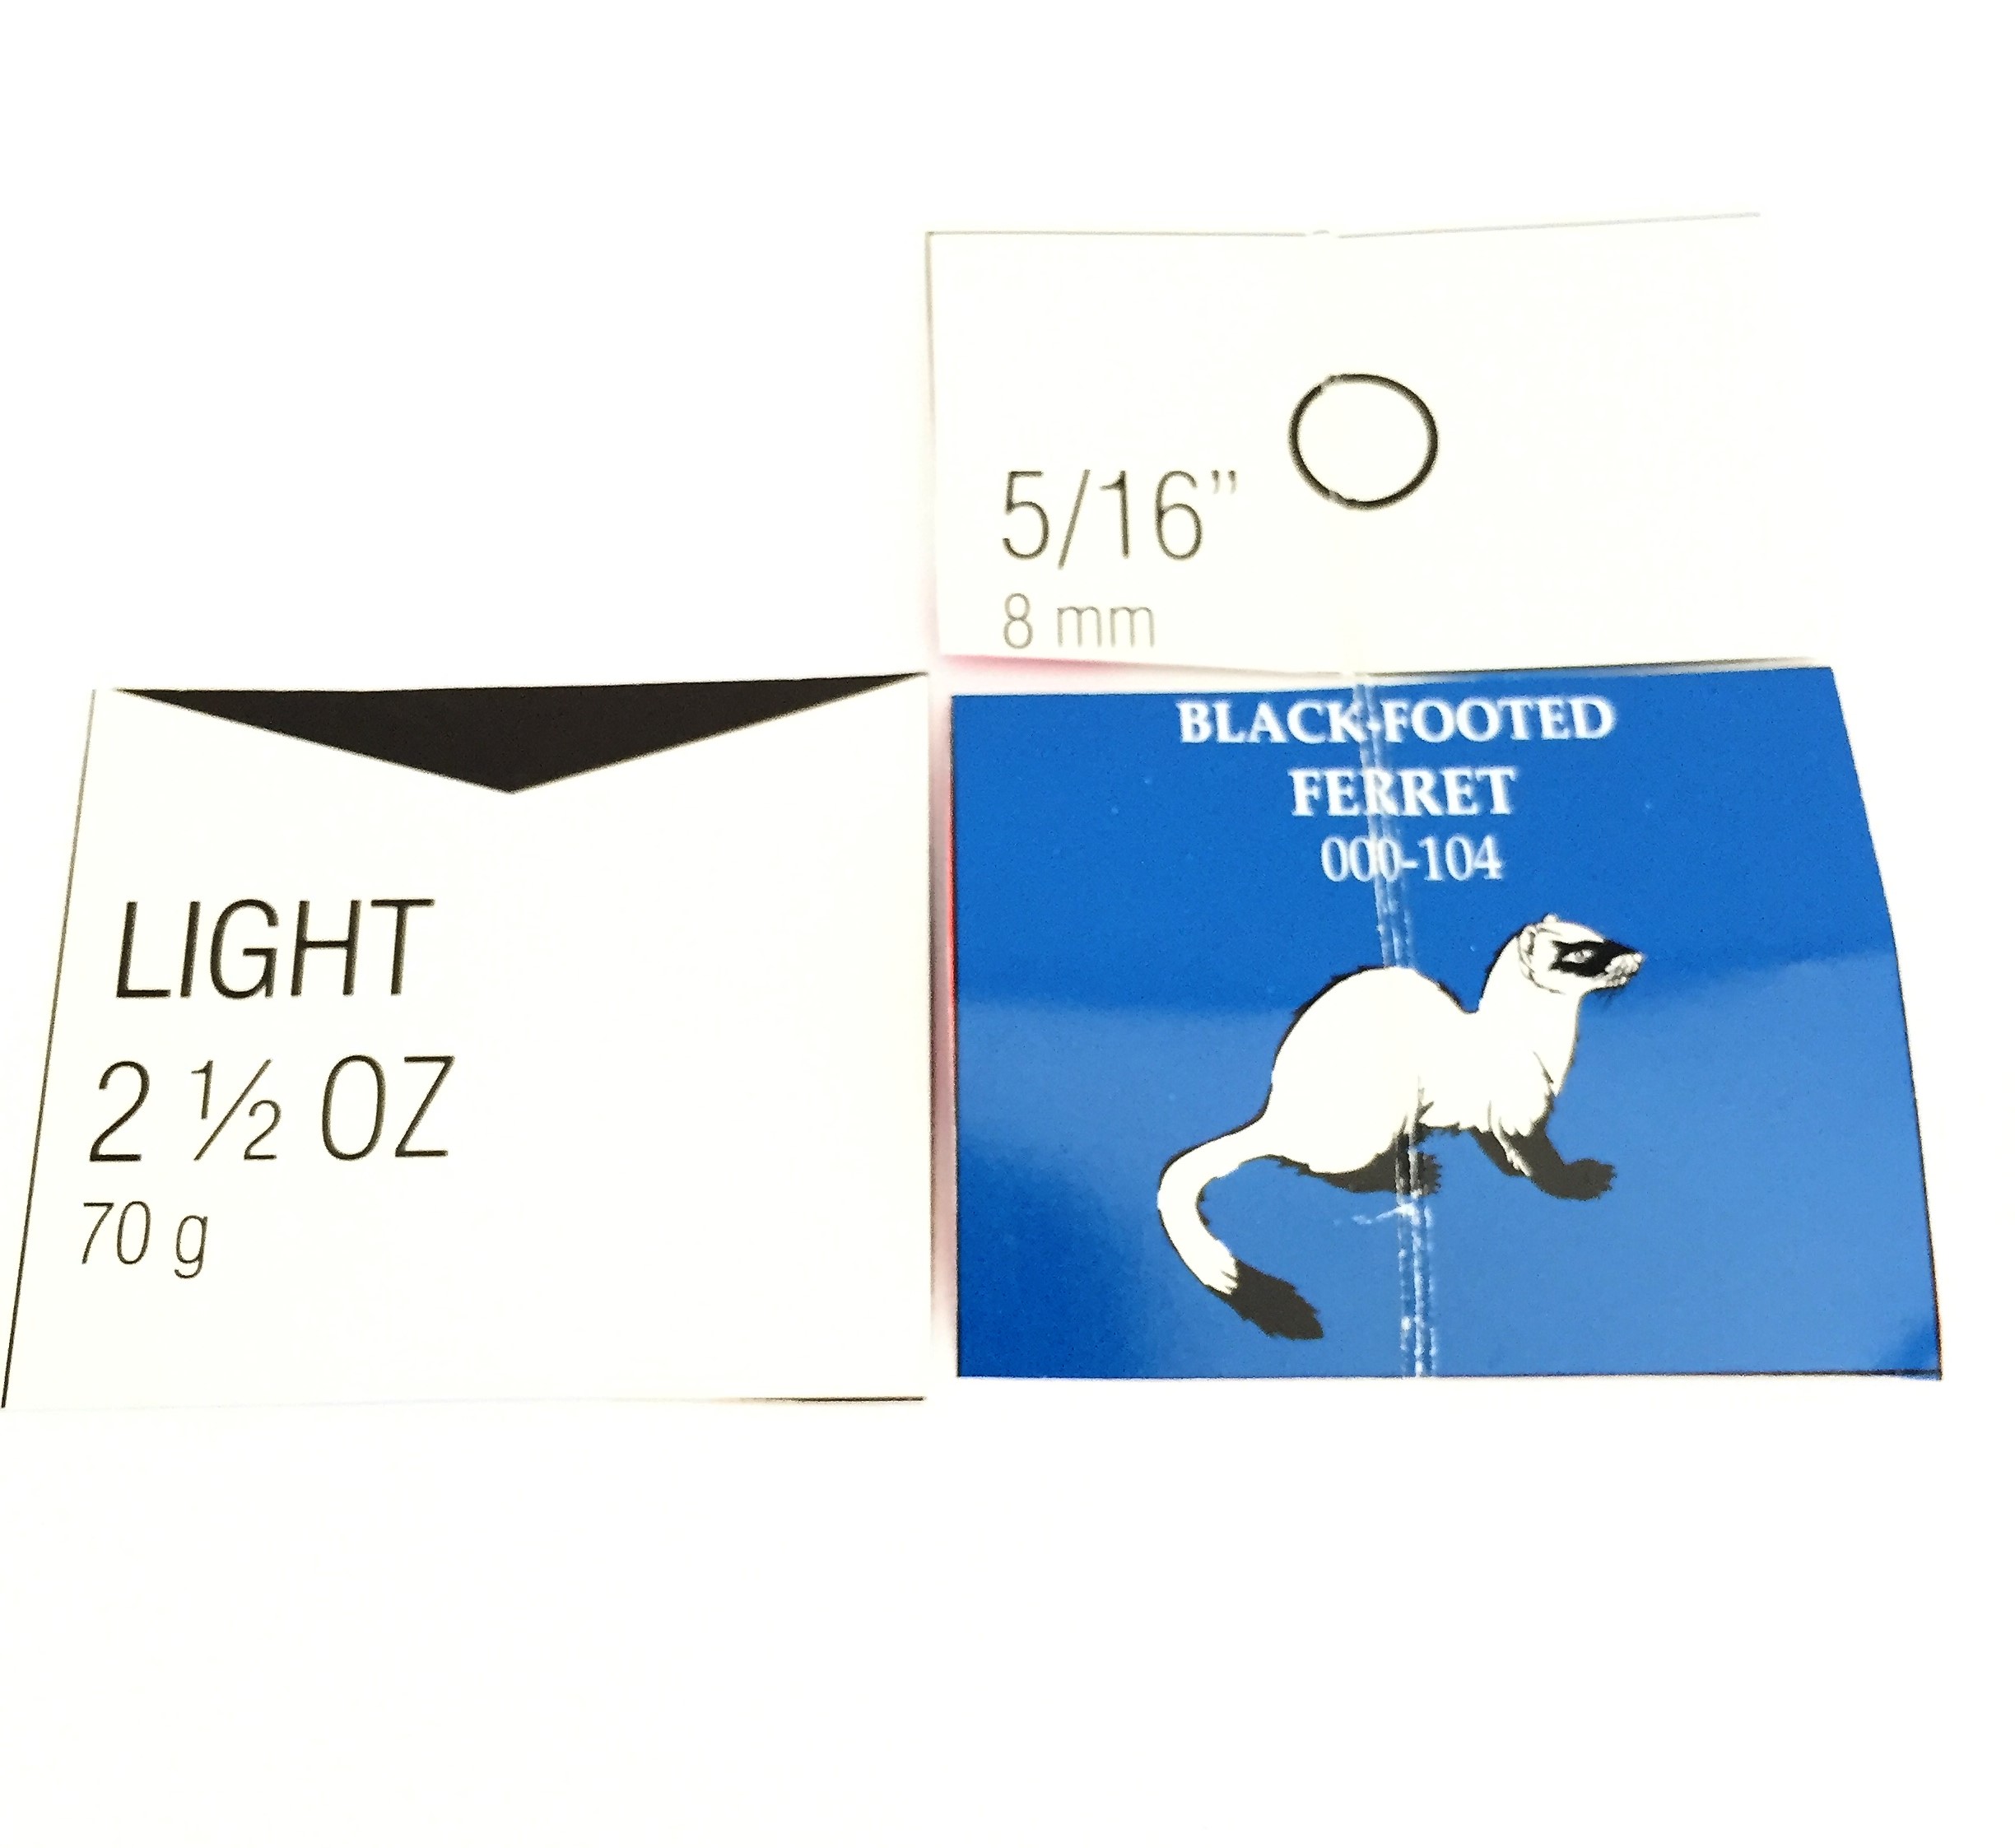 5/16”
8 mm
LIGHT
2 ½ OZ
70 g
BLACK-FOOTED
FERRET
000-104